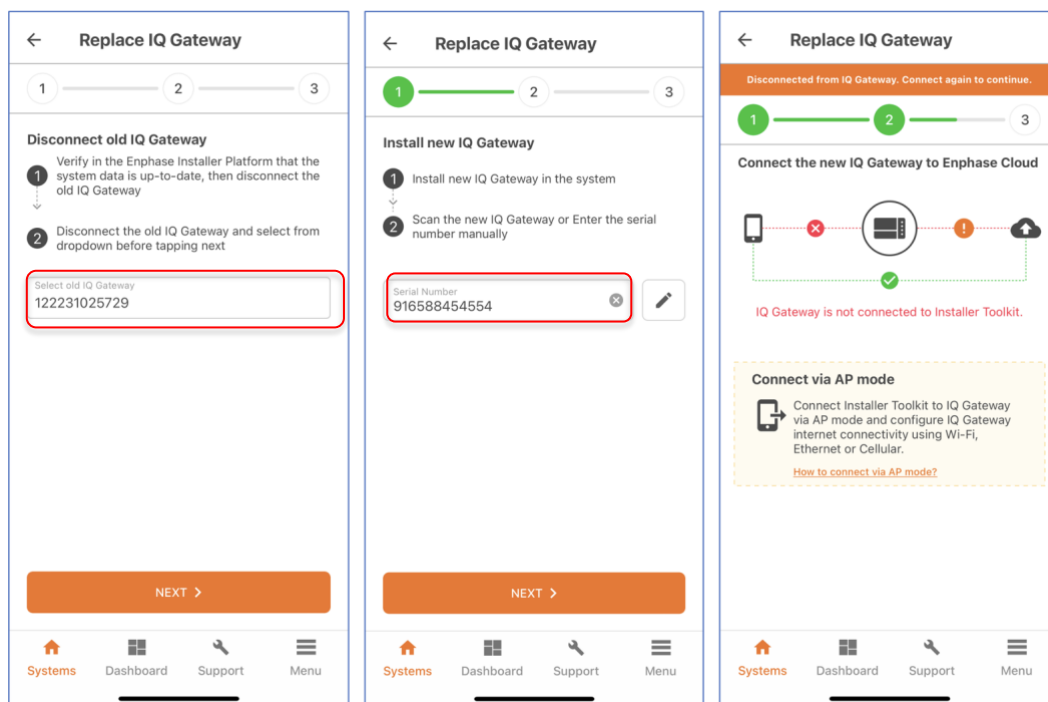 Replace IQ Gateway
1
2
3
Disconnect old IQ Gateway
1
Verify in the Enphase Installer Platform that the
system data is up-to-date, then disconnect the
old IQ Gateway
2
Disconnect the old IQ Gateway and select from
dropdown before tapping next
Select old IQ Gateway
122231025729
NEXT
Systems
Dashboard
Support
Menu
Replace IQ Gateway
1
2
3
Install new IQ Gateway
1
Install new IQ Gateway in the system
2
Scan the new IQ Gateway or Enter the serial
number manually
Serial Number
916588454554
NEXT
Systems
Dashboard
Support
Menu
Replace IQ Gateway
Disconnected from IQ Gateway. Connect again to continue.
1
2
3
Connect the new IQ Gateway to Enphase Cloud
IQ Gateway is not connected to Installer Toolkit.
Connect via AP mode
Connect Installer Toolkit to IQ Gateway
via AP mode and configure IQ Gateway
internet connectivity using Wi-Fi,
Ethernet or Cellular.
How to connect via AP mode?
Systems
Dashboard
Support
Menu